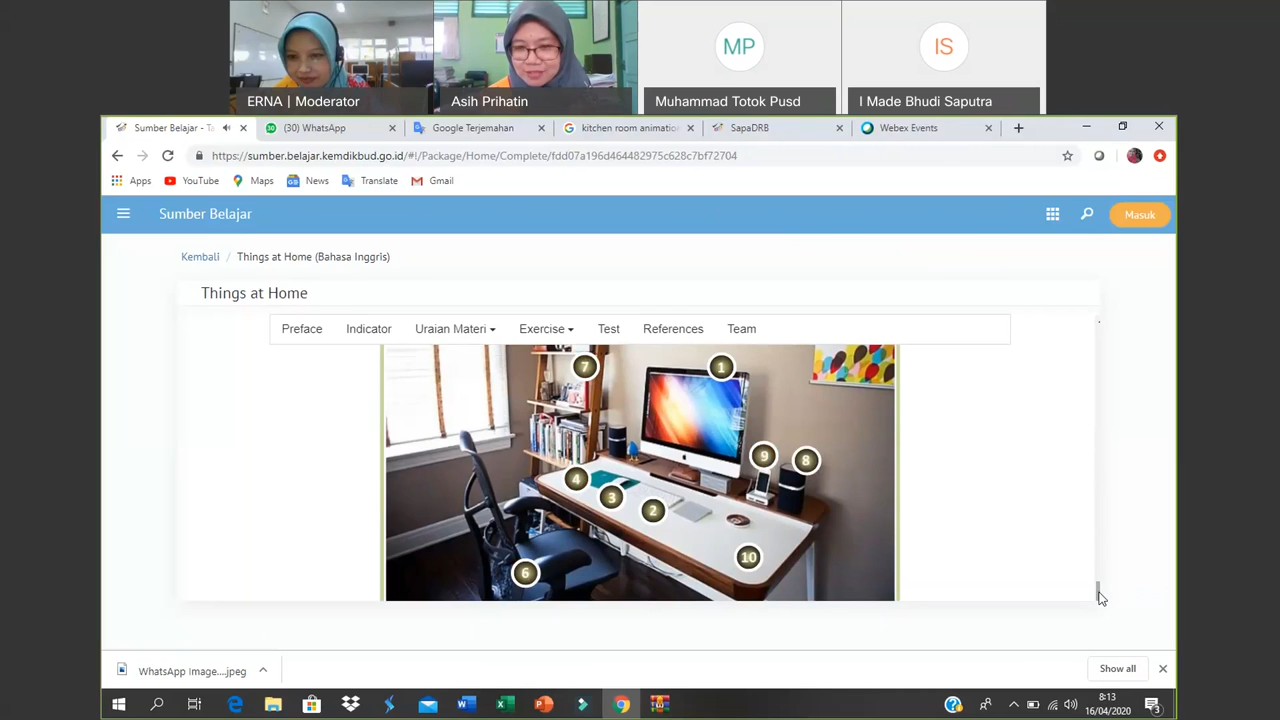 MP
IS
ERNA | Moderator
Asih Prihatin
Muhammad Totok Pusd
I Made Bhudi Saputra
Sumber Belajar - Ta
(30) WhatsApp
Google Terjemahan
kitchen room animation
SapaDRB
Webex Events
https://sumber.belajar.kemdikbud.go.id/#!/Package/Home/Complete/fdd07a196d464482975c628c7bf72704
Apps
YouTube
Maps
News
Translate
Gmail
Sumber Belajar
Masuk
Kembali / Things at Home (Bahasa Inggris)
Things at Home
Preface
Indicator
Uraian Materi
Exercise
Test
References
Team
7
1
9
8
4
3
2
10
6
WhatsApp Image....jpeg
Show all
8:13
16/04/2020
3